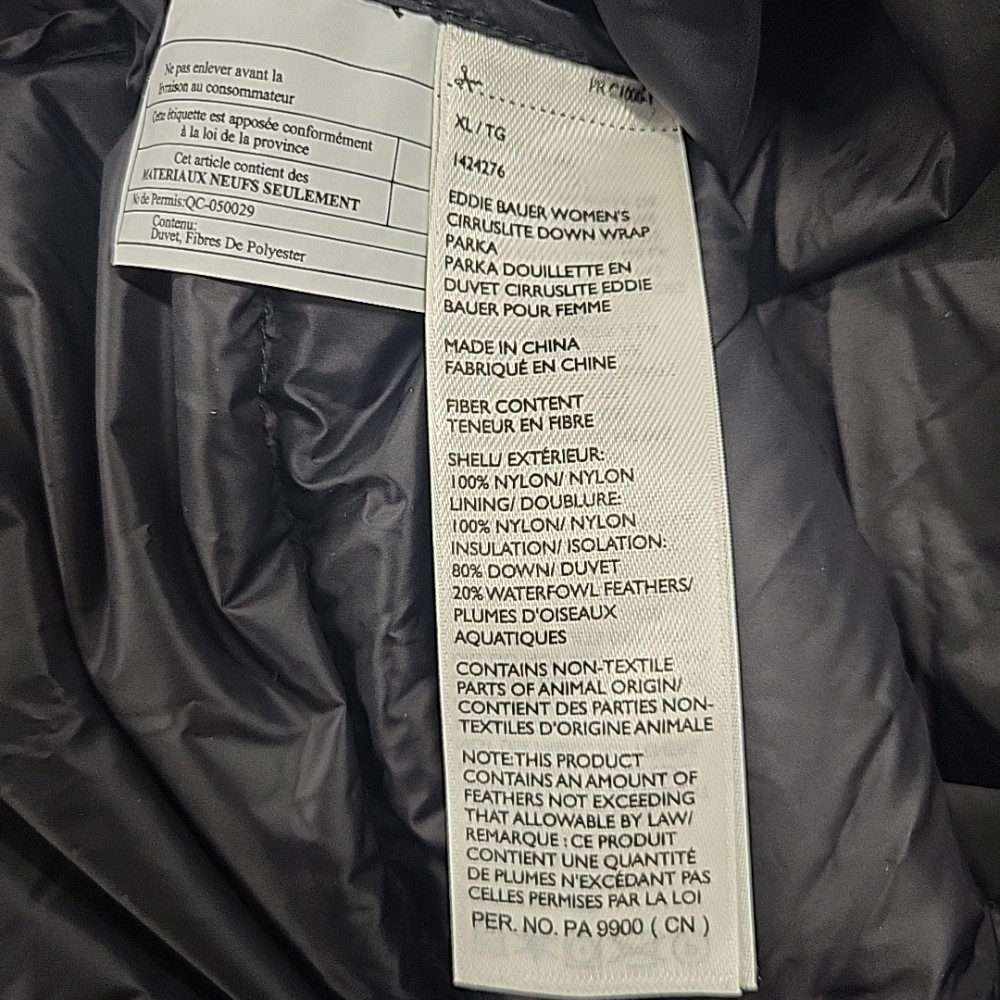 Ne pas enlever avant la
livraison au consommateur
Cette étiquette est apposée conformément
à la loi de la province
Cet article contient des
MATERIAUX NEUFS SEULEMENT
No de Permis:QC-050029
Contenu:
Duvet, Fibres De Polyester
XL / TG
1424276
EDDIE BAUER WOMEN'S
CIRRUSLITE DOWN WRAP
PARKA
PARKA DOUILLETTE EN
DUVET CIRRUSLITE EDDIE
BAUER POUR FEMME
MADE IN CHINA
FABRIQUÉ EN CHINE
FIBER CONTENT
TENEUR EN FIBRE
SHELL/ EXTÉRIEUR:
100% NYLON/ NYLON
LINING/ DOUBLURE:
100% NYLON/ NYLON
INSULATION/ ISOLATION:
80% DOWN/ DUVET
20% WATERFOWL FEATHERS/
PLUMES D'OISEAUX
AQUATIQUES
CONTAINS NON-TEXTILE
PARTS OF ANIMAL ORIGIN/
CONTIENT DES PARTIES NON-
TEXTILES D'ORIGINE ANIMALE
NOTE:THIS PRODUCT
CONTAINS AN AMOUNT OF
FEATHERS NOT EXCEEDING
THAT ALLOWABLE BY LAW/
REMARQUE : CE PRODUIT
CONTIENT UNE QUANTITÉ
DE PLUMES N'EXCÉDANT PAS
CELLES PERMISES PAR LA LOI
PER. NO. PA 9900 ( CN )